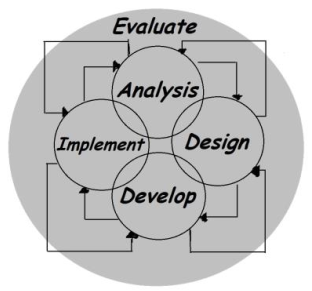 Evaluate
Analysis
Implement
Design
Develop